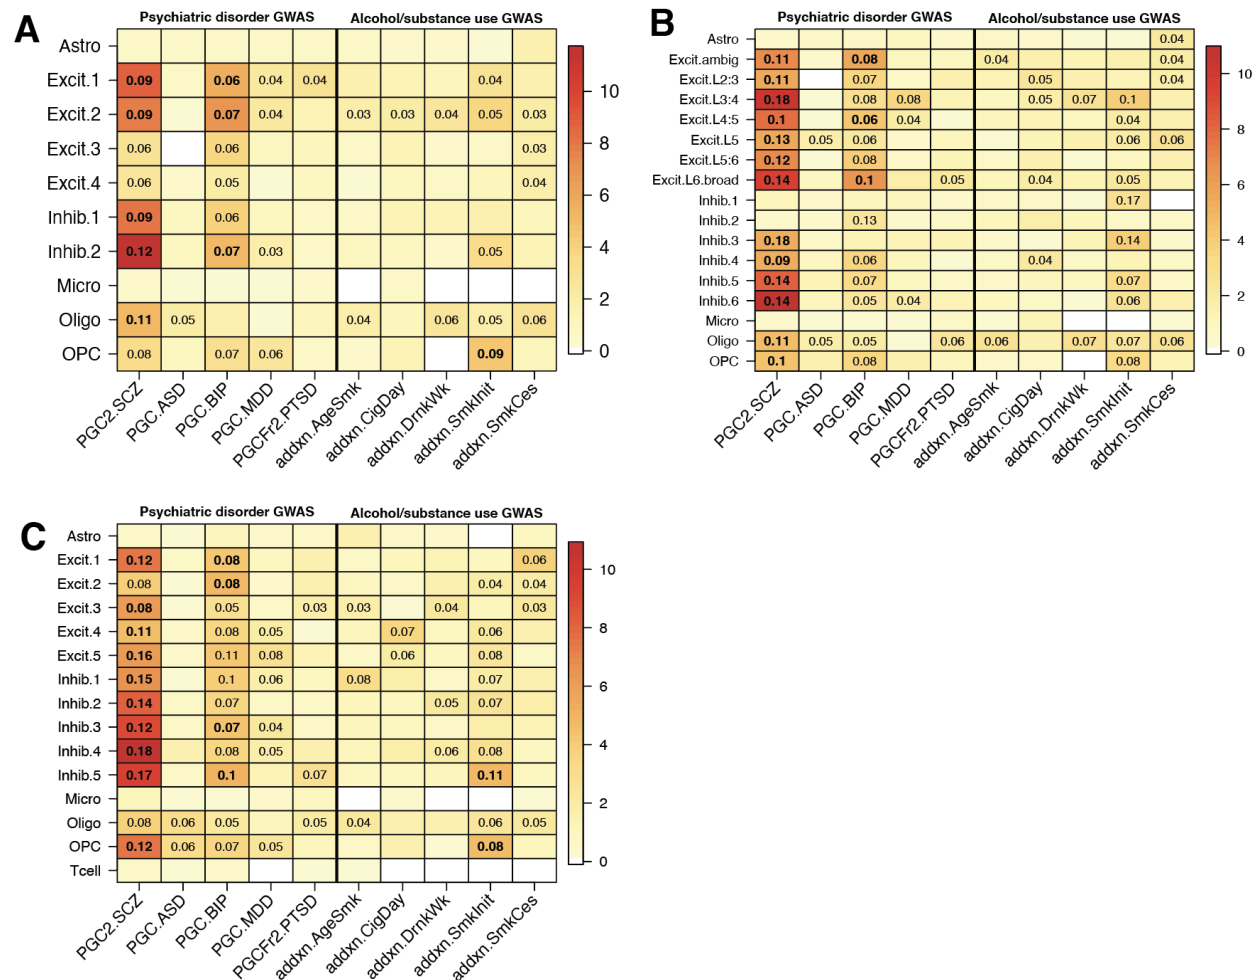 A
Psychiatric disorder GWAS Alcohol/substance use GWAS
Astro
Excit.1 0.09 0.06 0.04 0.04 0.04
Excit.2 0.09 0.07 0.04 0.03 0.03 0.04 0.05 0.03
Excit.3 0.06 0.06 0.03
Excit.4 0.06 0.05 0.04
Inhib.1 0.09 0.06
Inhib.2 0.12 0.07 0.03 0.05
Micro
Oligo 0.11 0.05 0.04 0.06 0.05 0.06
OPC 0.08 0.07 0.06 0.09
PGC2.SCZ PGC.ASD PGC.BIP PGC.MDD PGCFr2.PTSD addxn.AgeSmk addxn.CigDay addxn.DrnkWk addxn.SmkInit addxn.SmkCes
10
8
6
4
2
0
B
Psychiatric disorder GWAS Alcohol/substance use GWAS
Astro 0.04
Excit.ambig 0.11 0.08 0.04 0.04
Excit.L2:3 0.11 0.07 0.05 0.04
Excit.L3:4 0.18 0.08 0.08 0.05 0.07 0.1
Excit.L4:5 0.1 0.06 0.04 0.04
Excit.L5 0.13 0.05 0.06 0.06 0.06
Excit.L5:6 0.12 0.08
Excit.L6.broad 0.14 0.1 0.05 0.04 0.05
Inhib.1 0.17
Inhib.2 0.13
Inhib.3 0.18 0.14
Inhib.4 0.09 0.06 0.04
Inhib.5 0.14 0.07 0.07
Inhib.6 0.14 0.05 0.04 0.06
Micro
Oligo 0.11 0.05 0.05 0.06 0.06 0.07 0.07 0.06
OPC 0.1 0.08 0.08
PGC2.SCZ PGC.ASD PGC.BIP PGC.MDD PGCFr2.PTSD addxn.AgeSmk addxn.CigDay addxn.DrnkWk addxn.SmkInit addxn.SmkCes
10
8
6
4
2
0
C
Psychiatric disorder GWAS Alcohol/substance use GWAS
Astro
Excit.1 0.12 0.08 0.06
Excit.2 0.08 0.08 0.04 0.04
Excit.3 0.08 0.05 0.03 0.03 0.04 0.03
Excit.4 0.11 0.08 0.05 0.07 0.06
Excit.5 0.16 0.11 0.08 0.06 0.08
Inhib.1 0.15 0.1 0.06 0.08 0.07
Inhib.2 0.14 0.07 0.05 0.07
Inhib.3 0.12 0.07 0.04
Inhib.4 0.18 0.08 0.05 0.06 0.08
Inhib.5 0.17 0.1 0.07 0.11
Micro
Oligo 0.08 0.06 0.05 0.05 0.04 0.06 0.05
OPC 0.12 0.06 0.07 0.05 0.08
Tcell
PGC2.SCZ PGC.ASD PGC.BIP PGC.MDD PGCFr2.PTSD addxn.AgeSmk addxn.CigDay addxn.DrnkWk addxn.SmkInit addxn.SmkCes
10
8
6
4
2
0